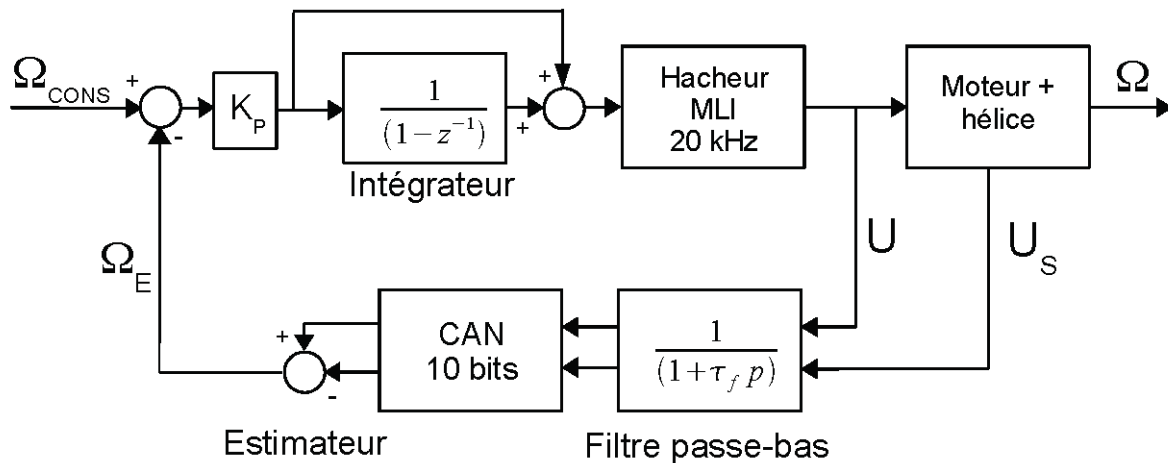 Ω_CONS
+
-
K_P
1
(1−z⁻¹)
Intégrateur
+
+
Hacheur
MLI
20 kHz
Moteur +
hélice
Ω
U
U_S
Ω_E
+
-
CAN
10 bits
1
(1+τ_f p)
Estimateur
Filtre passe-bas